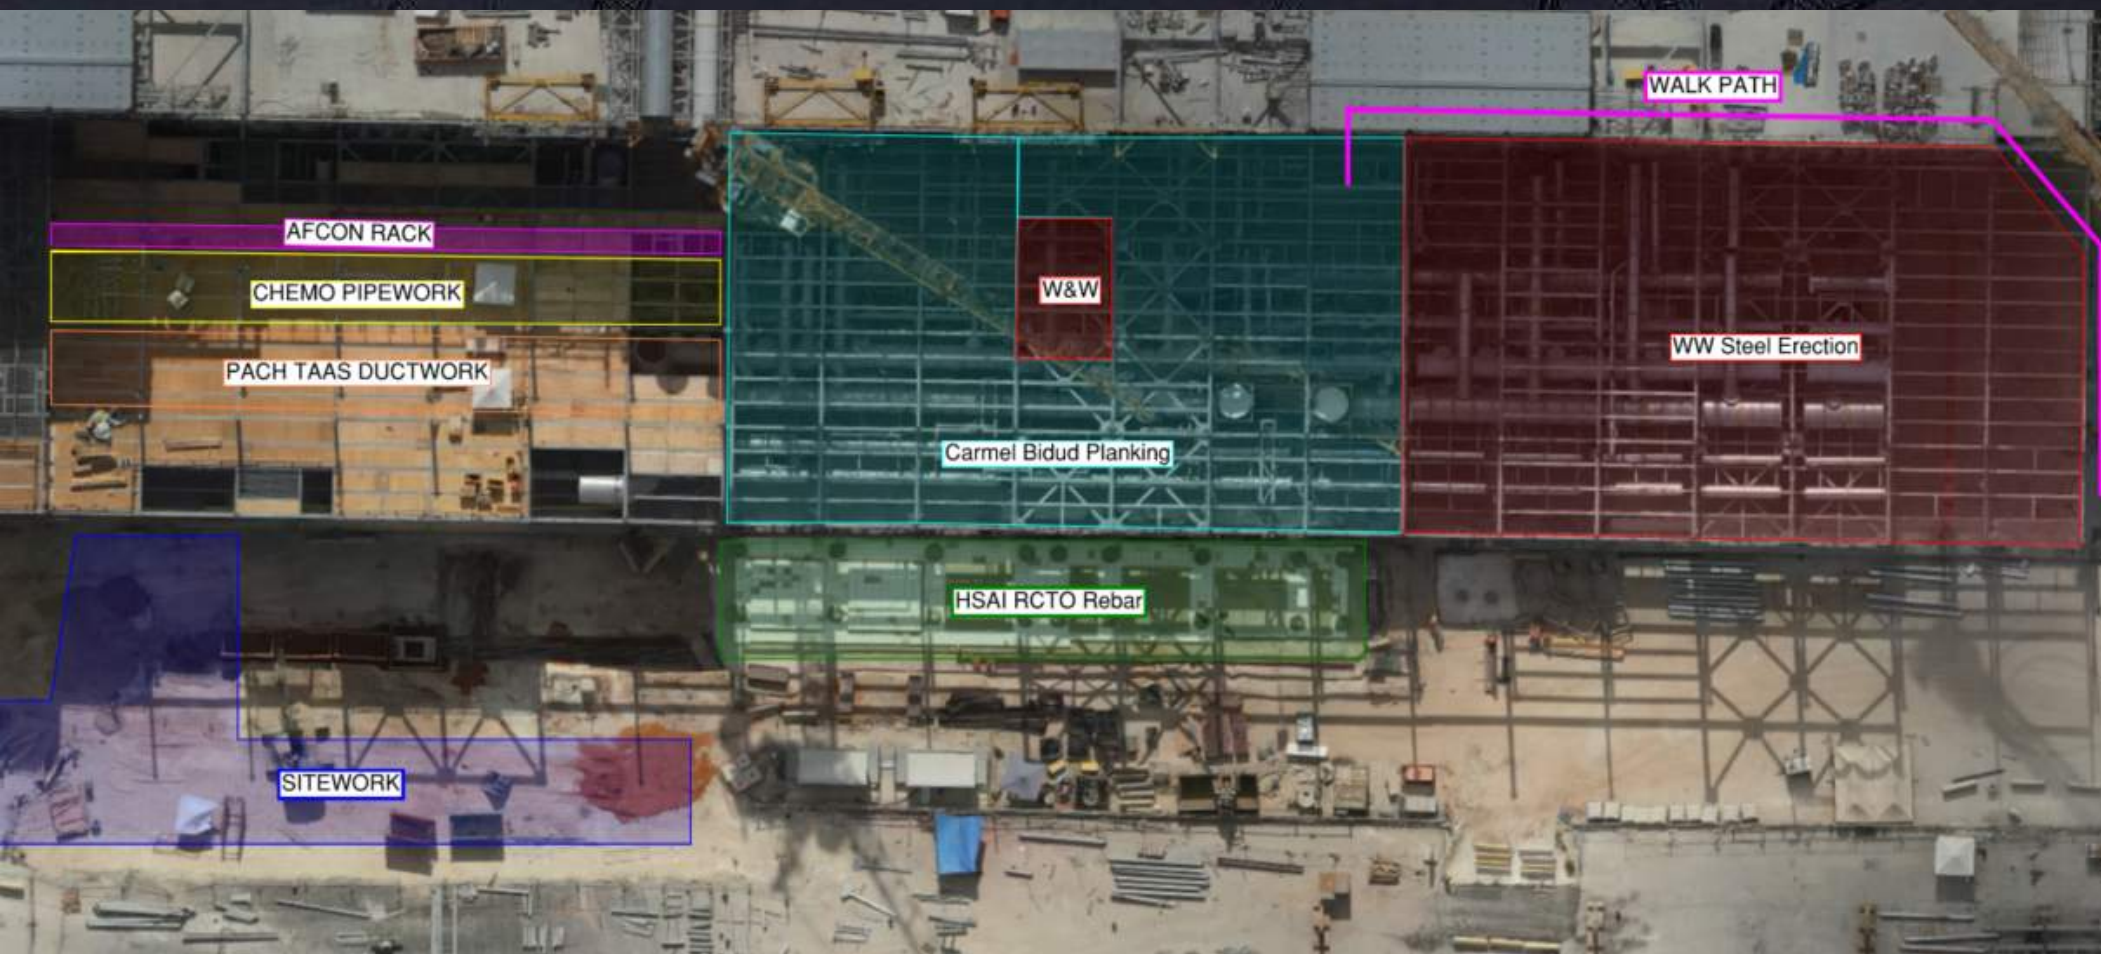 WALK PATH
AFCON RACK
CHEMO PIPEWORK
W&W
WW Steel Erection
PACH TAAS DUCTWORK
Carmel Bidud Planking
HSAI RCTO Rebar
SITEWORK